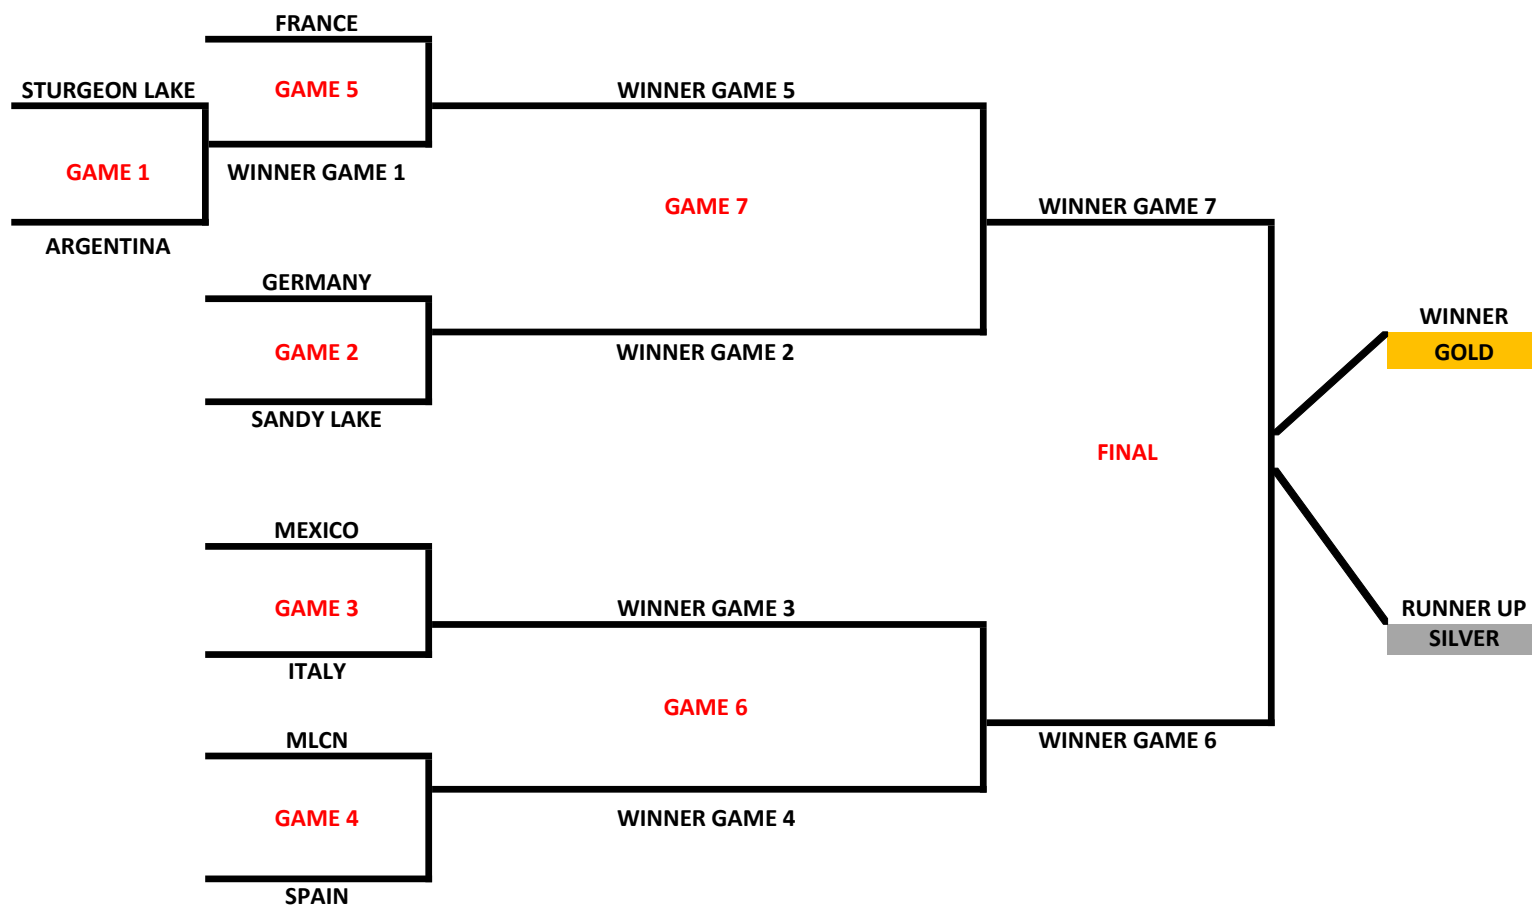 FRANCE
STURGEON LAKE
GAME 5
WINNER GAME 5
GAME 1
WINNER GAME 1
GAME 7
WINNER GAME 7
ARGENTINA
GERMANY
WINNER
GAME 2
WINNER GAME 2
GOLD
SANDY LAKE
FINAL
MEXICO
GAME 3
WINNER GAME 3
RUNNER UP
SILVER
ITALY
GAME 6
MLCN
WINNER GAME 6
GAME 4
WINNER GAME 4
SPAIN